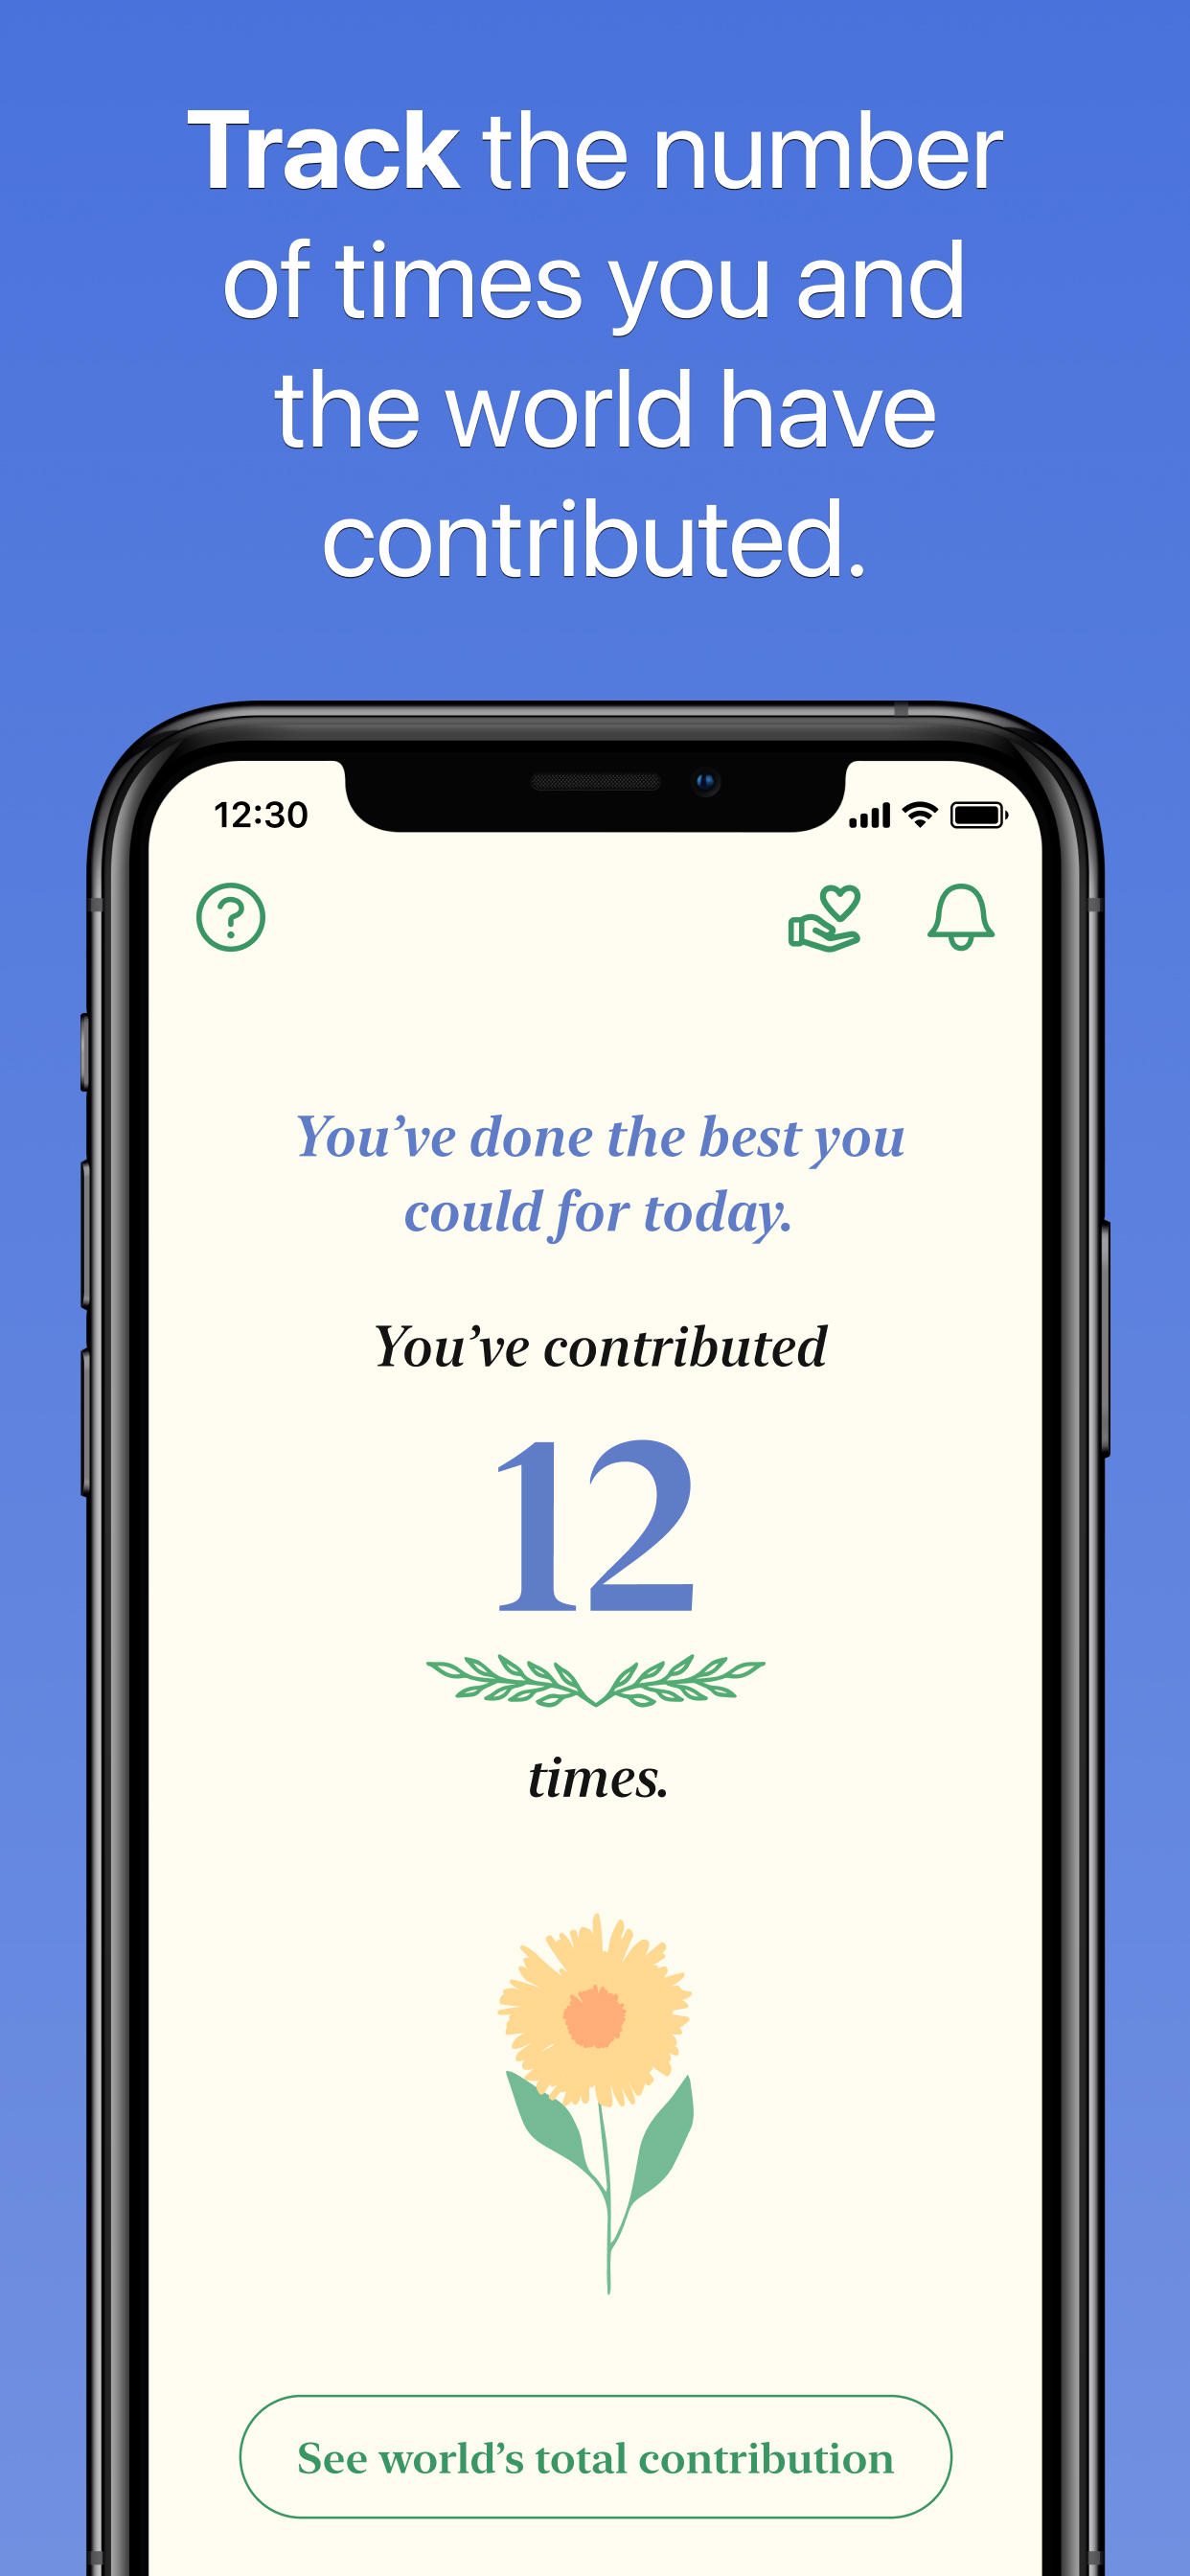 Track the number
of times you and
the world have
contributed.
12:30
?
You’ve done the best you
could for today.
You’ve contributed
12
times.
See world’s total contribution